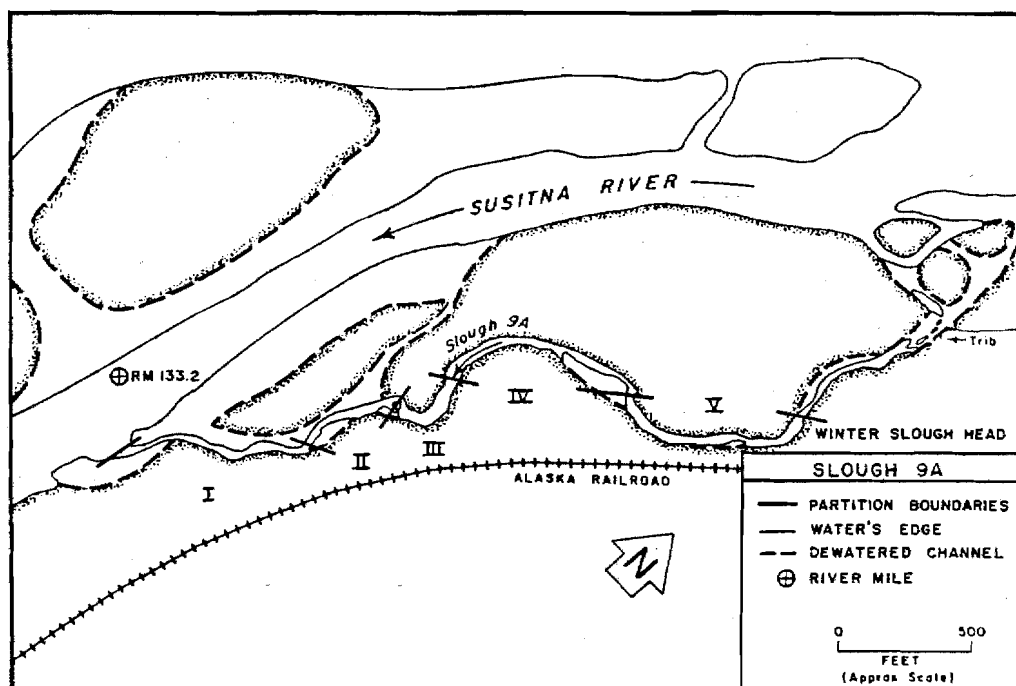 SUSITNA RIVER
Slough 9A
RM 133.2
Trib
IV
V
WINTER SLOUGH HEAD
II
III
I
ALASKA RAILROAD
N
SLOUGH 9A
PARTITION BOUNDARIES
WATER'S EDGE
DEWATERED CHANNEL
RIVER MILE
0 500
FEET
(Approx Scale)